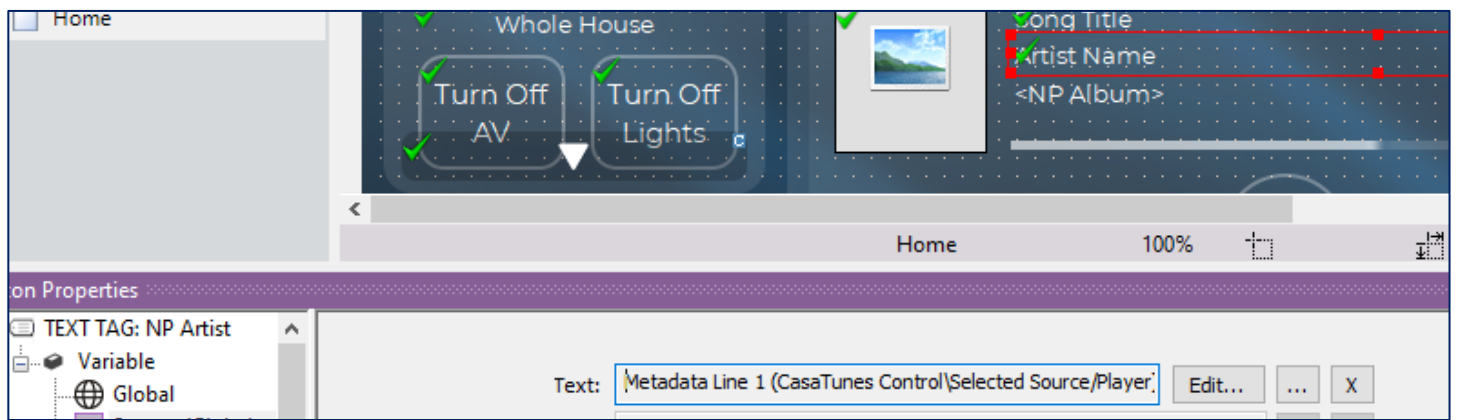 Home
Whole House
Song Title
Artist Name
<NP Album>
Turn Off
AV
Turn Off
Lights
C
Home 100%
on Properties
TEXT TAG: NP Artist
Variable
Global
Text: Metadata Line 1 (CasaTunes Control\Selected Source/Player) Edit... ... X